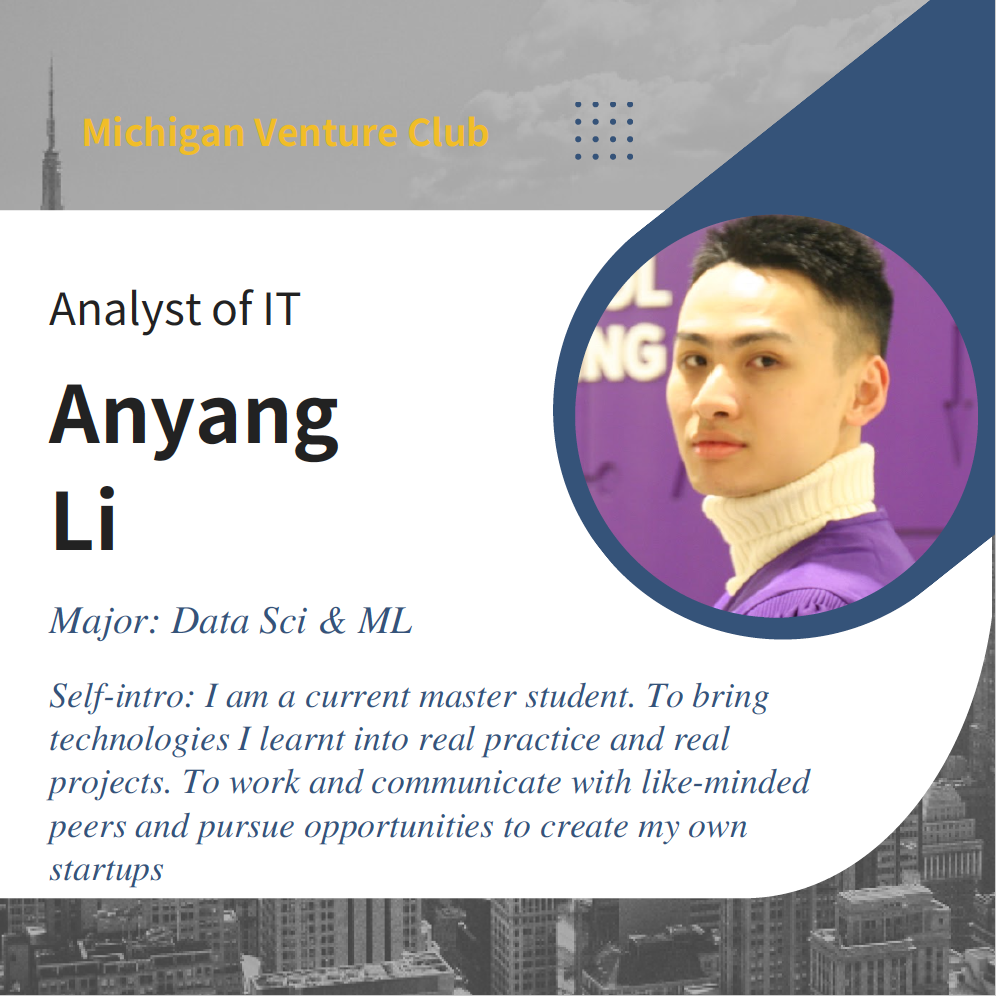 Michigan Venture Club
Analyst of IT
Anyang
Li
Major: Data Sci & ML
Self-intro: I am a current master student. To bring
technologies I learnt into real practice and real
projects. To work and communicate with like-minded
peers and pursue opportunities to create my own
startups